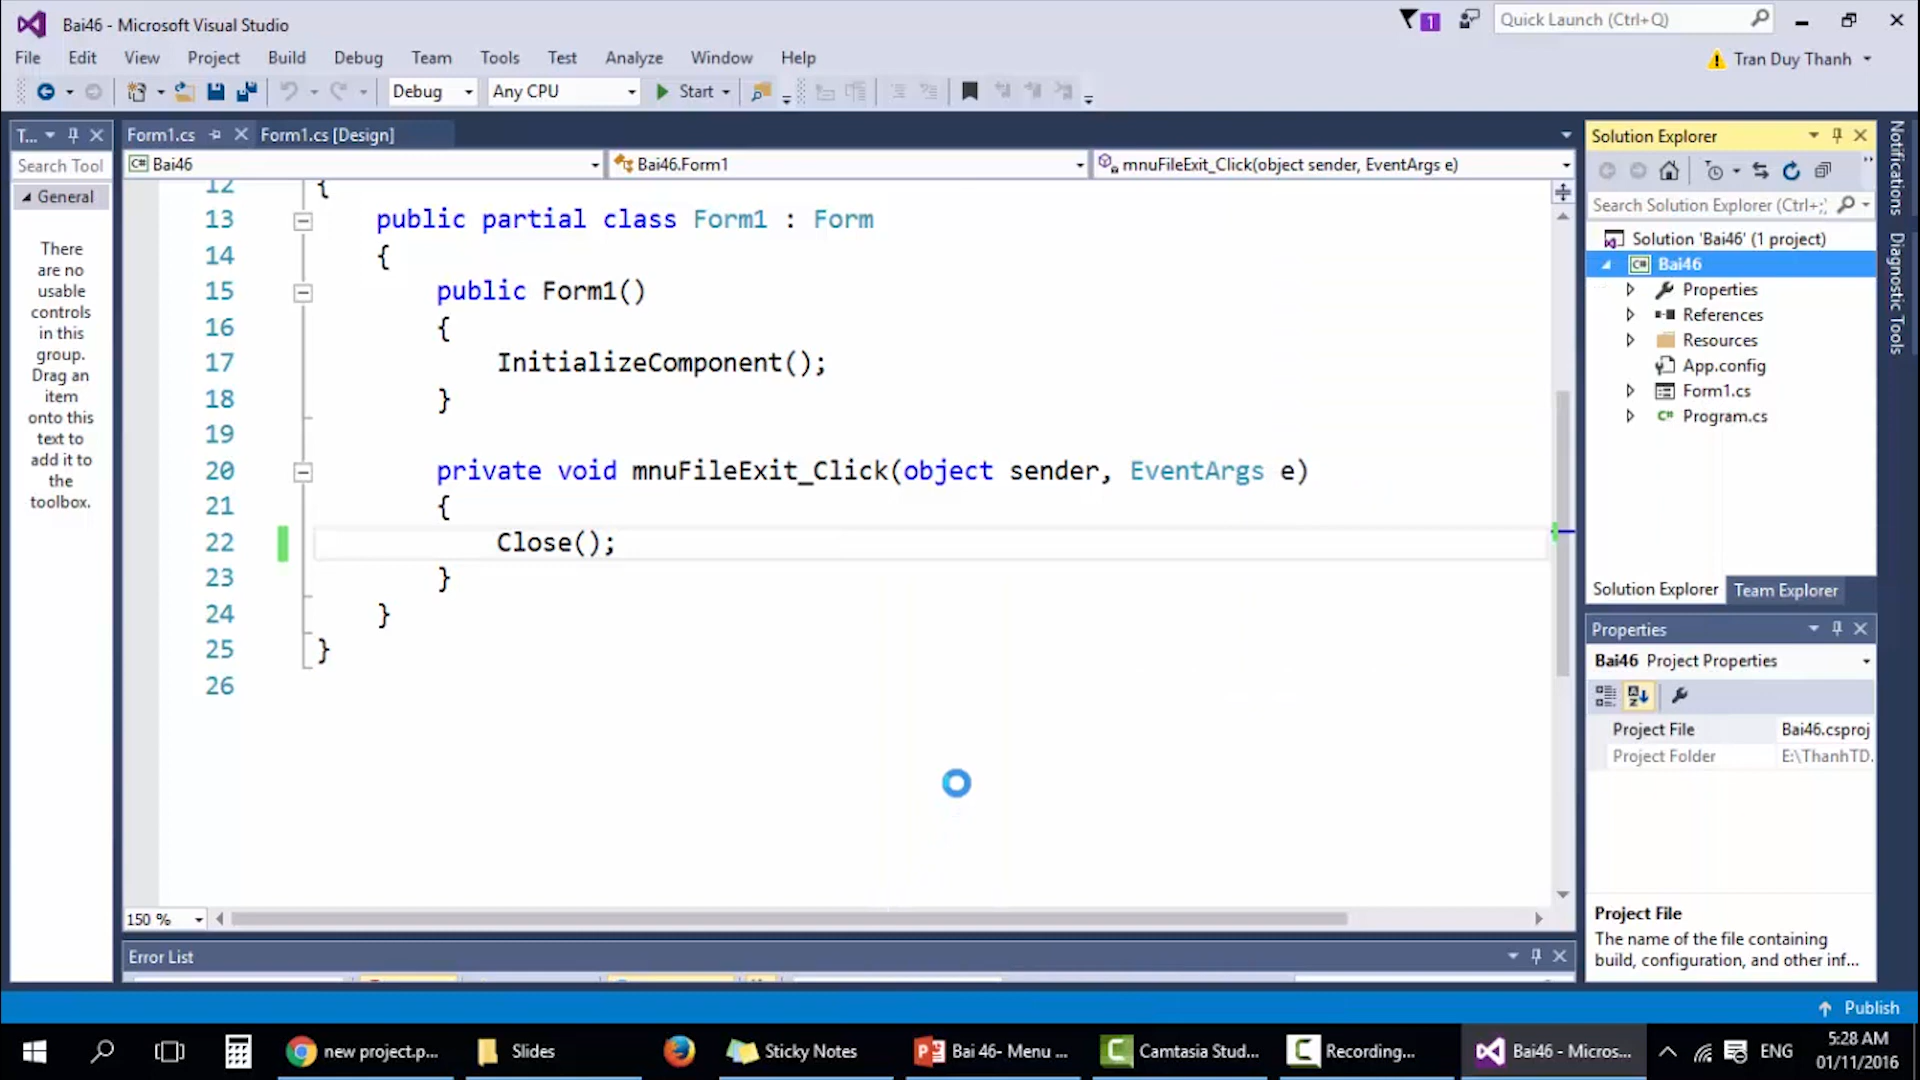 Bai46 - Microsoft Visual Studio
1
Quick Launch (Ctrl+Q)
File Edit View Project Build Debug Team Tools Test Analyze Window Help
Tran Duy Thanh
Debug
Any CPU
Start
T...
Search Tool
General
There
are no
usable
controls
in this
group.
Drag an
item
onto this
text to
add it to
the
toolbox.
Form1.cs
Form1.cs [Design]
Bai46
Bai46.Form1
mnuFileExit_Click(object sender, EventArgs e)
12 {
13 public partial class Form1 : Form
14 {
15 public Form1()
16 {
17 InitializeComponent();
18 }
19
20 private void mnuFileExit_Click(object sender, EventArgs e)
21 {
22 Close();
23 }
24 }
25 }
26
150 %
Error List
Solution Explorer
Search Solution Explorer (Ctrl+;)
Solution 'Bai46' (1 project)
C# Bai46
Properties
References
Resources
App.config
Form1.cs
C# Program.cs
Solution Explorer
Team Explorer
Properties
Bai46 Project Properties
Project File Bai46.csproj
Project Folder E:\ThanhTD.
Project File
The name of the file containing
build, configuration, and other inf...
Notifications
Diagnostic Tools
Publish
new project.p...
Slides
Sticky Notes
Bai 46- Menu ...
Camtasia Stud...
Recording...
Bai46 - Micros...
ENG
5:28 AM
01/11/2016